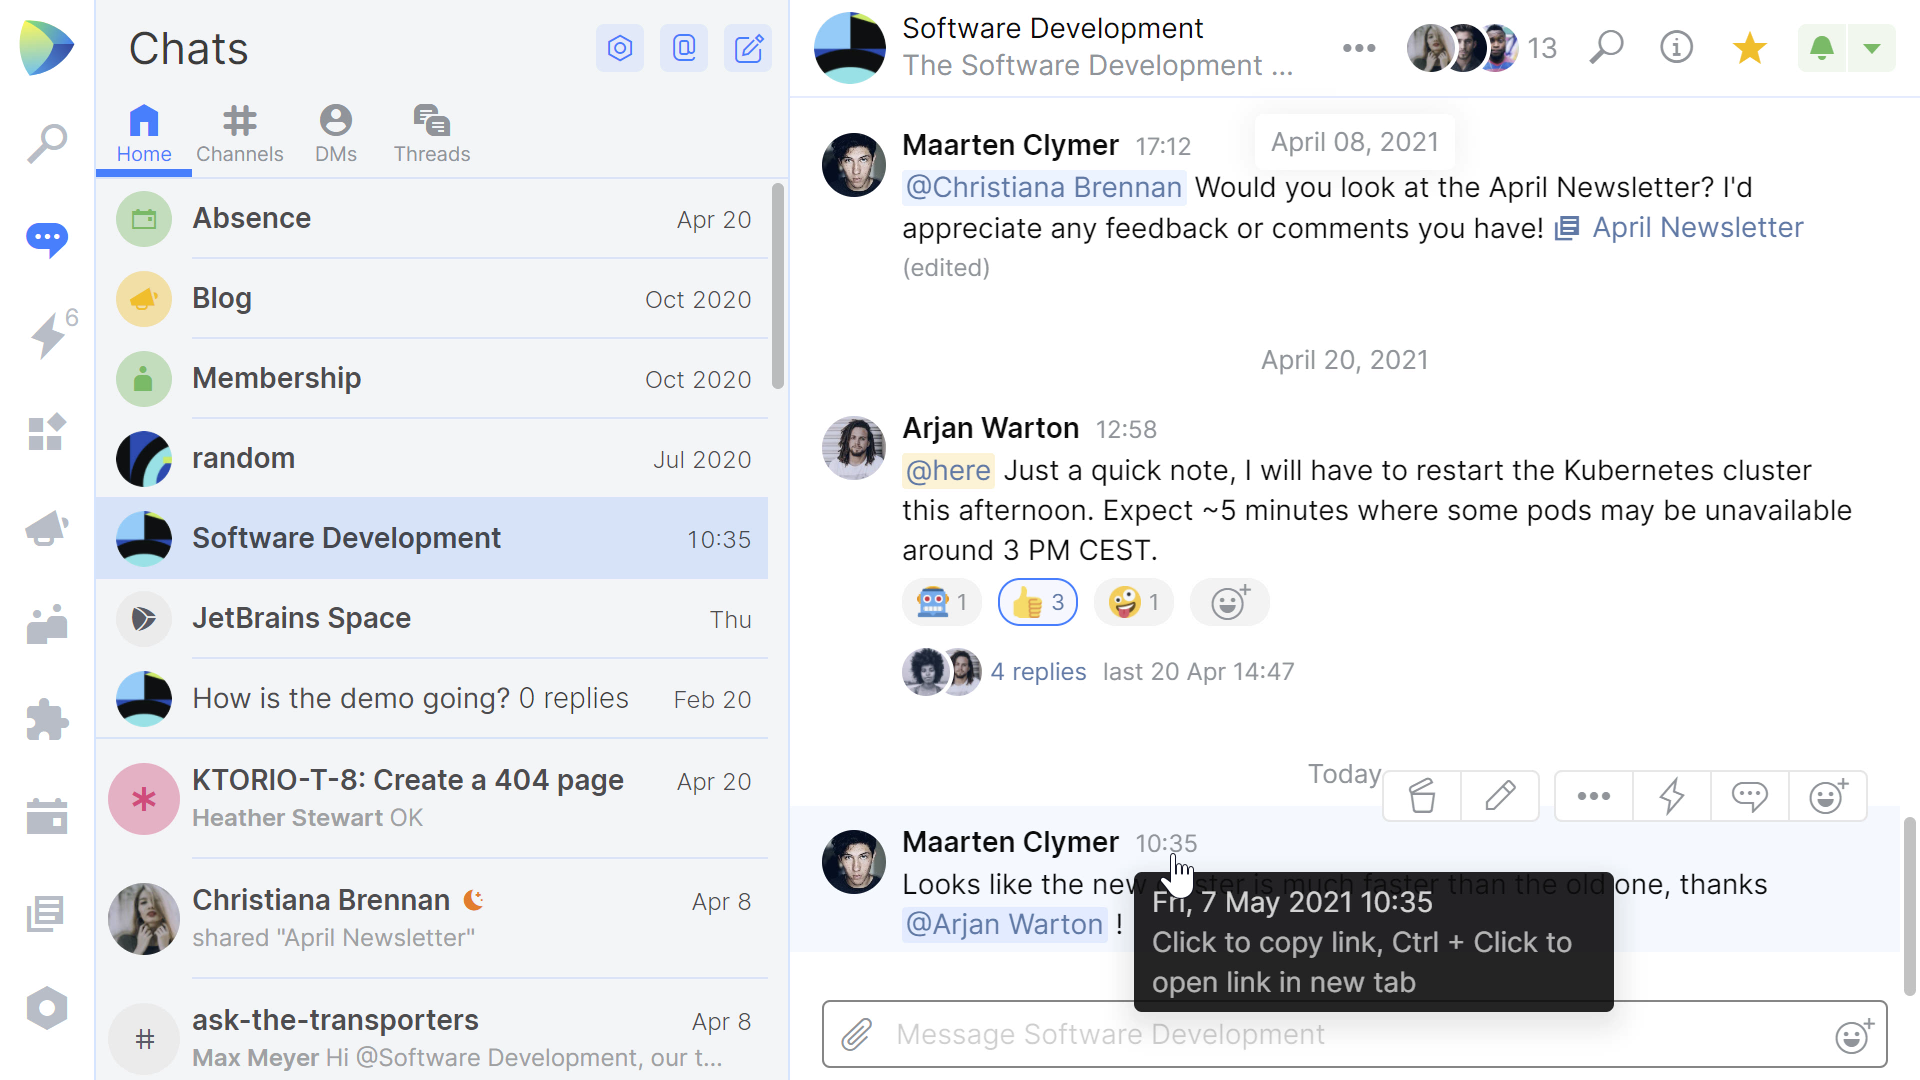 Chats
Home
Channels
DMs
Threads
6
Absence Apr 20
Blog Oct 2020
Membership Oct 2020
random Jul 2020
Software Development 10:35
JetBrains Space Thu
How is the demo going? 0 replies Feb 20
KTORIO-T-8: Create a 404 page Apr 20
Heather Stewart OK
Christiana Brennan Apr 8
shared "April Newsletter"
ask-the-transporters Apr 8
# Max Meyer Hi @Software Development, our t...
Software Development
The Software Development ...
13
April 08, 2021
Maarten Clymer 17:12
@Christiana Brennan Would you look at the April Newsletter? I'd
appreciate any feedback or comments you have! April Newsletter
(edited)
April 20, 2021
Arjan Warton 12:58
@here Just a quick note, I will have to restart the Kubernetes cluster
this afternoon. Expect ~5 minutes where some pods may be unavailable
around 3 PM CEST.
1 3 1
4 replies last 20 Apr 14:47
Today
Maarten Clymer 10:35
Looks like the new cluster is much faster than the old one, thanks
@Arjan Warton !
Fri, 7 May 2021 10:35
Click to copy link, Ctrl + Click to
open link in new tab
Message Software Development